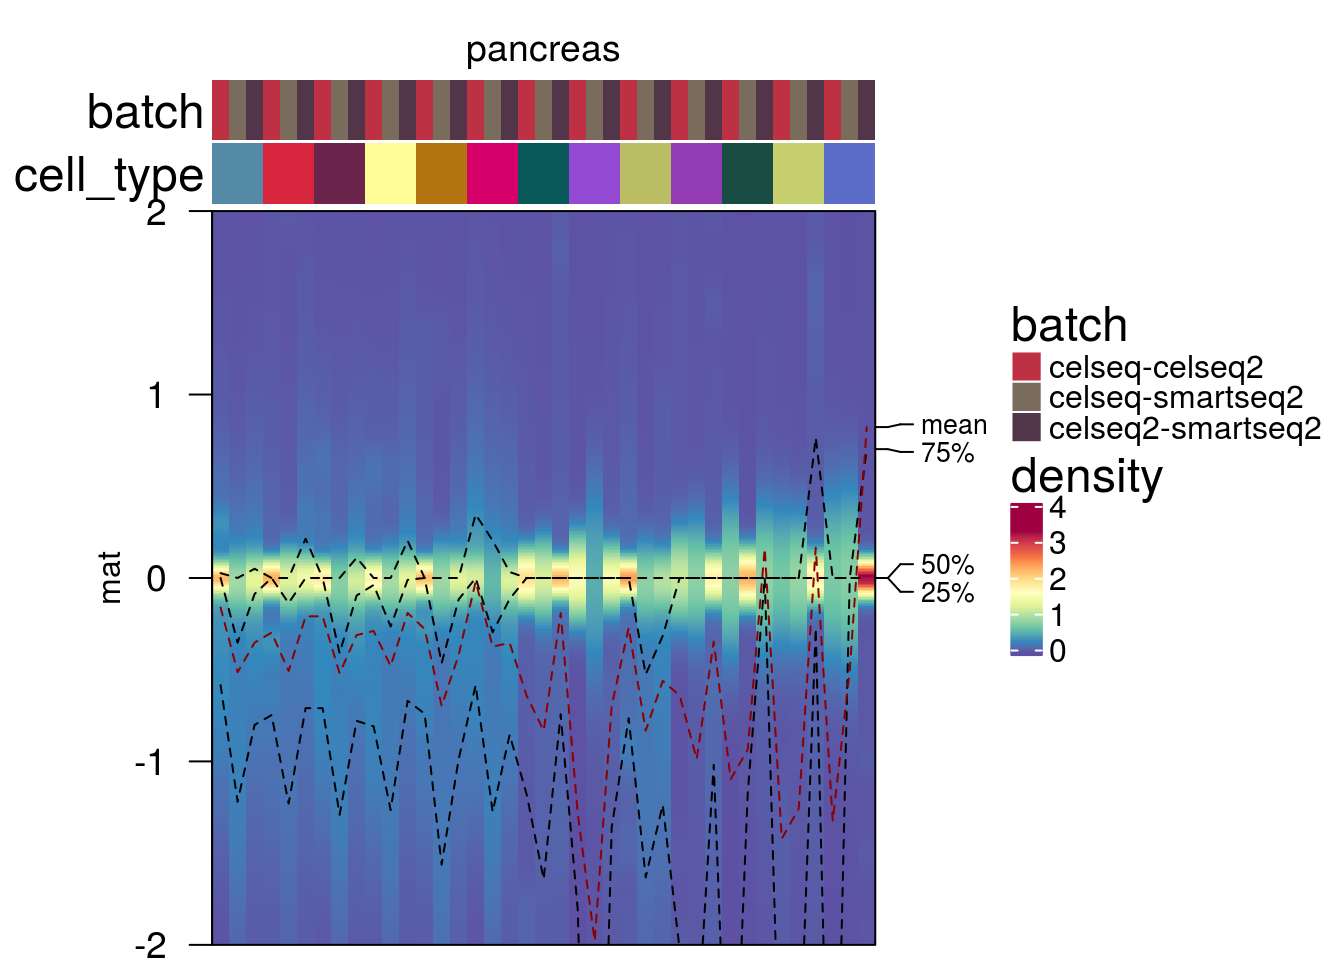 pancreas
batch
cell_type
2
1
0
-1
-2
mat
mean
75%
50%
25%
batch
celseq-celseq2
celseq-smartseq2
celseq2-smartseq2
density
4
3
2
1
0